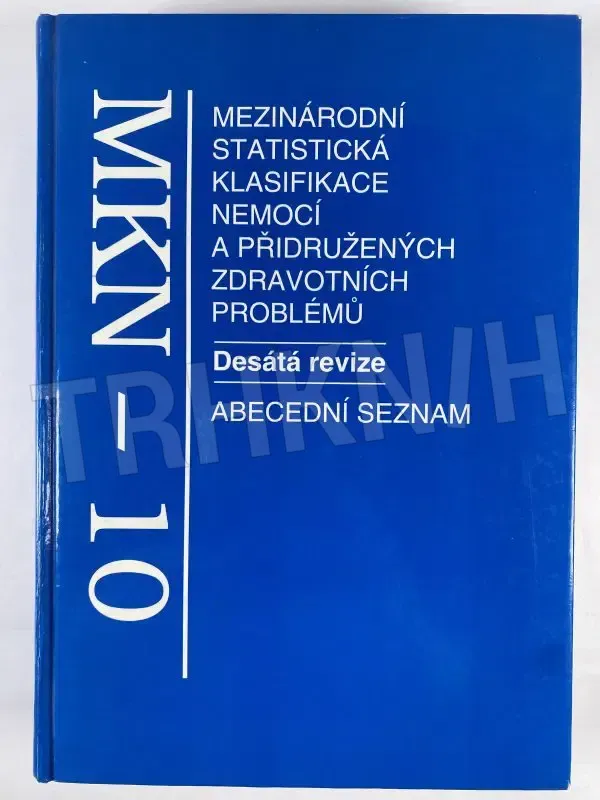 MKN – 10
MEZINÁRODNÍ
STATISTICKÁ
KLASIFIKACE
NEMOCÍ
A PŘIDRUŽENÝCH
ZDRAVOTNÍCH
PROBLÉMŮ
Desátá revize
ABECEDNÍ SEZNAM
TRHKNIH